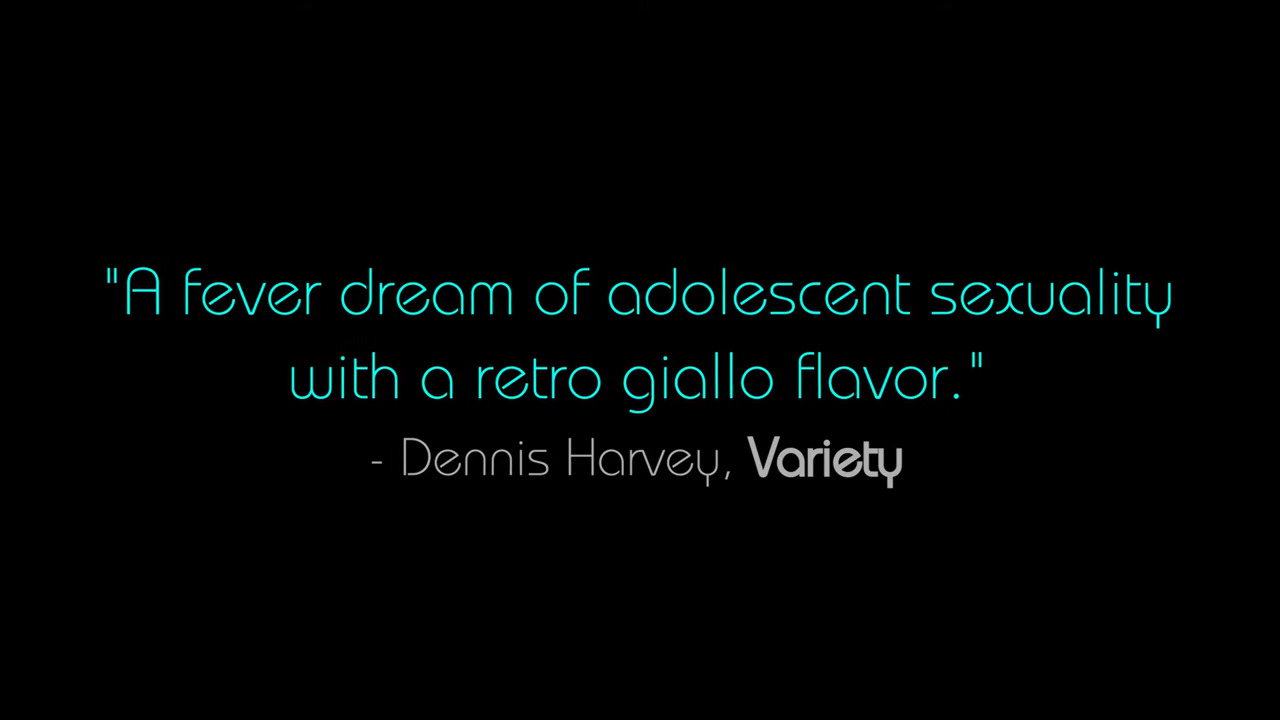 "A fever dream of adolescent sexuality
with a retro giallo flavor."
- Dennis Harvey, Variety